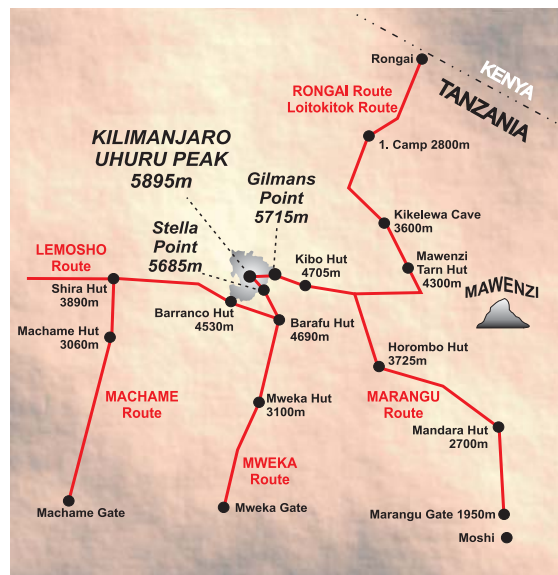 Rongai
KENYA
TANZANIA
RONGAI Route
Loitokitok Route
1. Camp 2800m
KILIMANJARO
UHURU PEAK
5895m
Gilmans
Point
5715m
Kikelewa Cave
3600m
Stella
Point
5685m
LEMOSHO
Route
Kibo Hut
4705m
Mawenzi
Tarn Hut
4300m
MAWENZI
Shira Hut
3890m
Barranco Hut
4530m
Barafu Hut
4690m
Machame Hut
3060m
Horombo Hut
3725m
MACHAME
Route
Mweka Hut
3100m
MARANGU
Route
Mandara Hut
2700m
MWEKA
Route
Machame Gate
Mweka Gate
Marangu Gate 1950m
Moshi